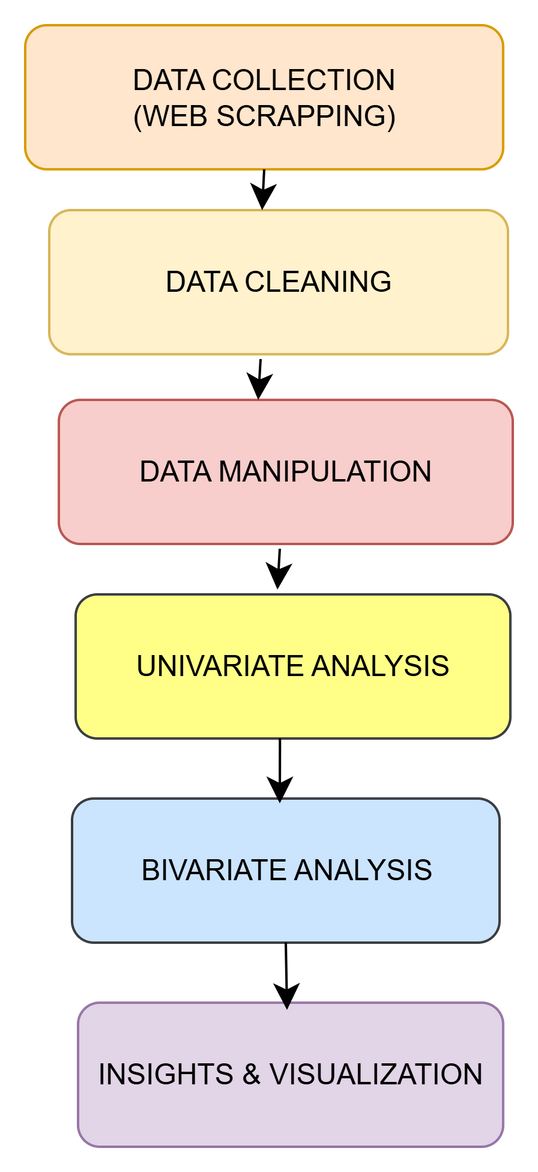 DATA COLLECTION
(WEB SCRAPPING)
DATA CLEANING
DATA MANIPULATION
UNIVARIATE ANALYSIS
BIVARIATE ANALYSIS
INSIGHTS & VISUALIZATION